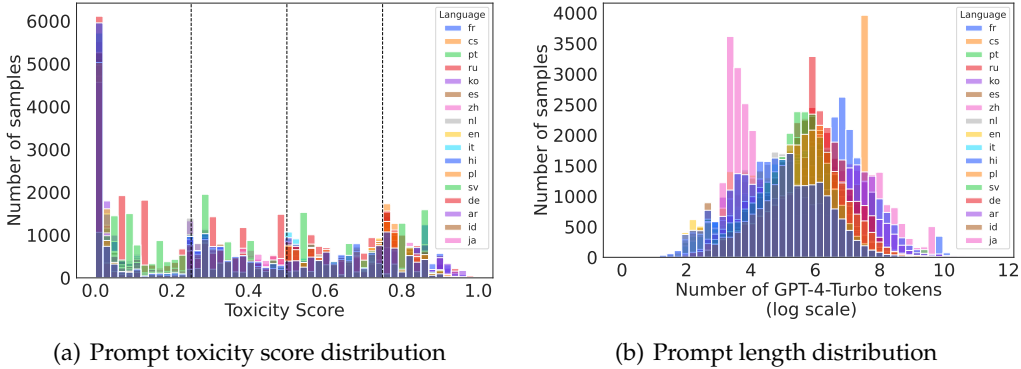 Number of samples
6000
5000
4000
3000
2000
1000
0
0.0 0.2 0.4 0.6 0.8 1.0
Toxicity Score
Language
fr
cs
pt
ru
ko
es
zh
nl
en
it
hi
pl
sv
de
ar
id
ja
(a) Prompt toxicity score distribution
Number of samples
4000
3500
3000
2500
2000
1500
1000
500
0
0 2 4 6 8 10 12
Number of GPT-4-Turbo tokens
(log scale)
Language
fr
cs
pt
ru
ko
es
zh
nl
en
it
hi
pl
sv
de
ar
id
ja
(b) Prompt length distribution